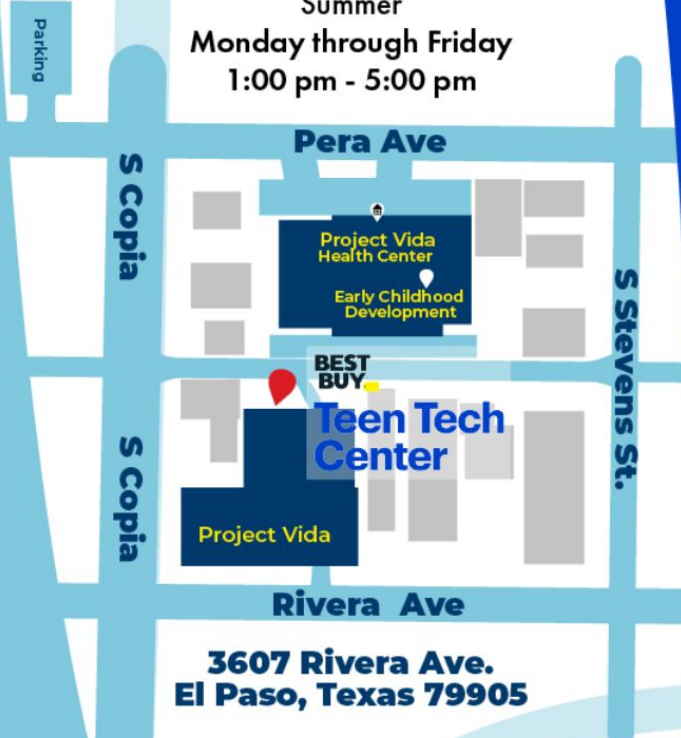 Summer
Monday through Friday
1:00 pm - 5:00 pm
Parking
Pera Ave
S Copia
Project Vida
Health Center
Early Childhood
Development
S Stevens St.
BEST
BUY
Teen Tech
Center
S Copia
Project Vida
Rivera Ave
3607 Rivera Ave.
El Paso, Texas 79905